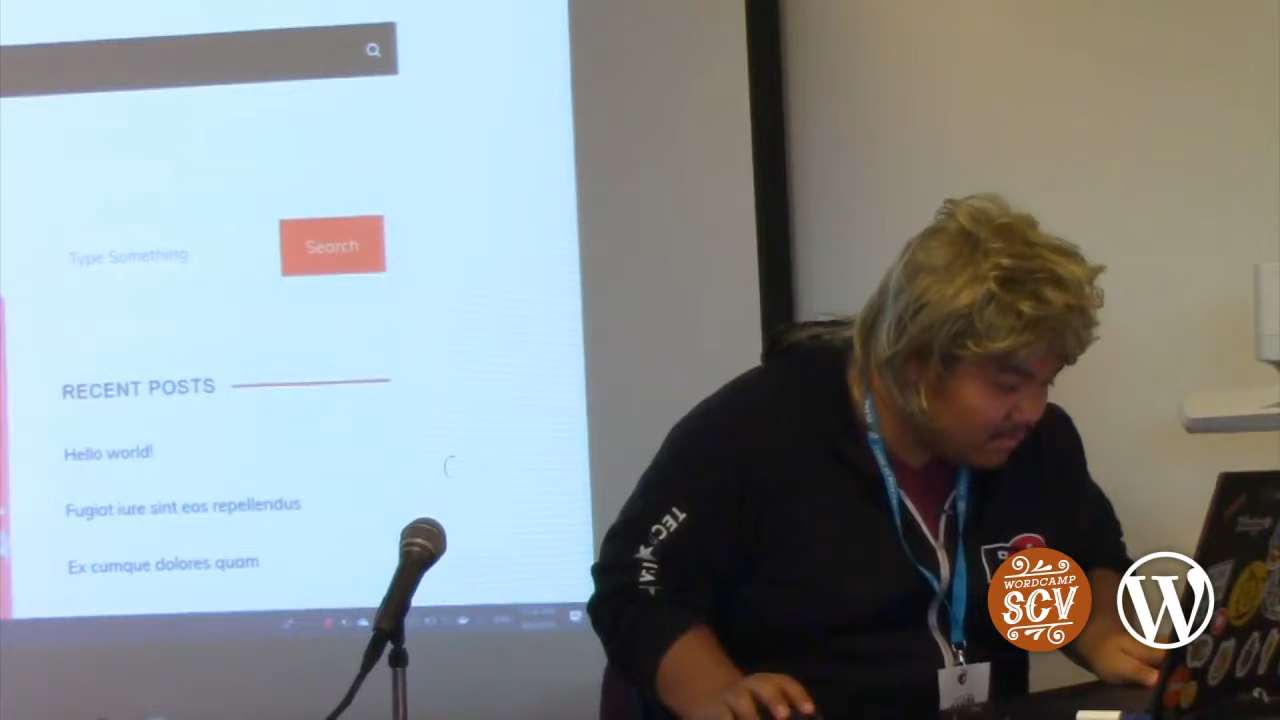 Type Something
Search
RECENT POSTS
Hello world!
Fugiat iure sint eos repellendus
Ex cumque dolores quam
WORDCAMP
SCV
W